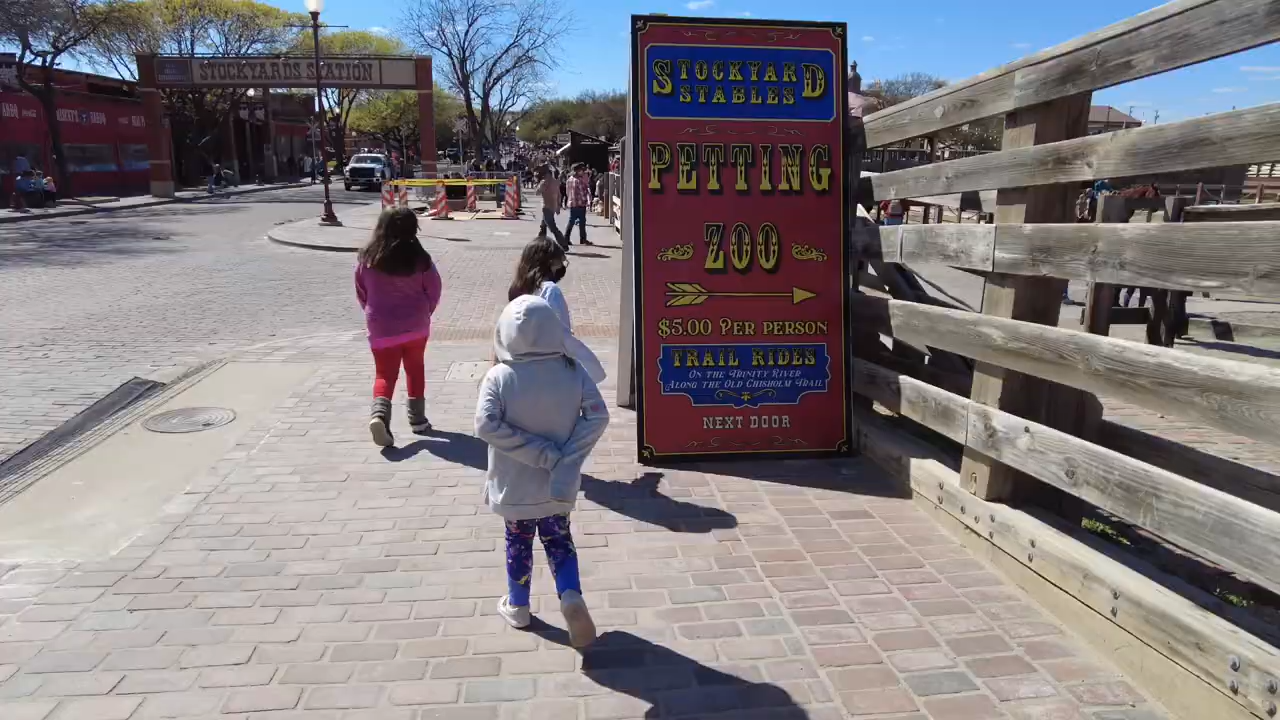 STOCKYARDS STATION
STOCKYARD
STABLES
PETTING
ZOO
$5.00 PER PERSON
TRAIL RIDES
ON THE TRINITY RIVER
ALONG THE OLD CHISHOLM TRAIL
NEXT DOOR